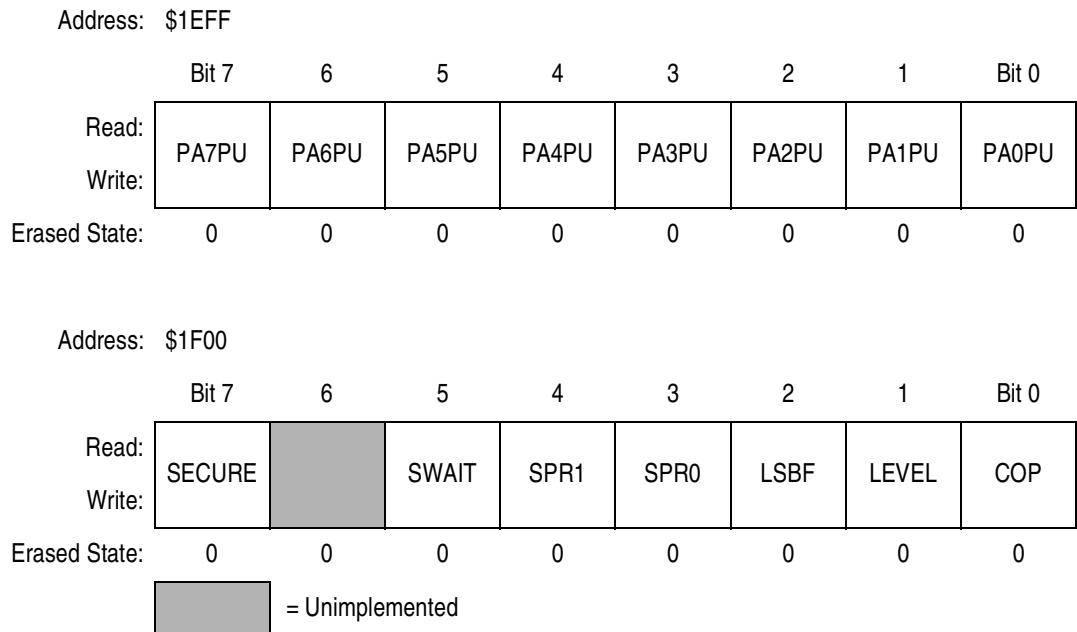 Address: $1EFF
Bit 7 6 5 4 3 2 1 Bit 0
Read:
PA7PU PA6PU PA5PU PA4PU PA3PU PA2PU PA1PU PA0PU
Write:
Erased State: 0 0 0 0 0 0 0 0
Address: $1F00
Bit 7 6 5 4 3 2 1 Bit 0
Read:
SECURE SWAIT SPR1 SPR0 LSBF LEVEL COP
Write:
Erased State: 0 0 0 0 0 0 0 0
= Unimplemented